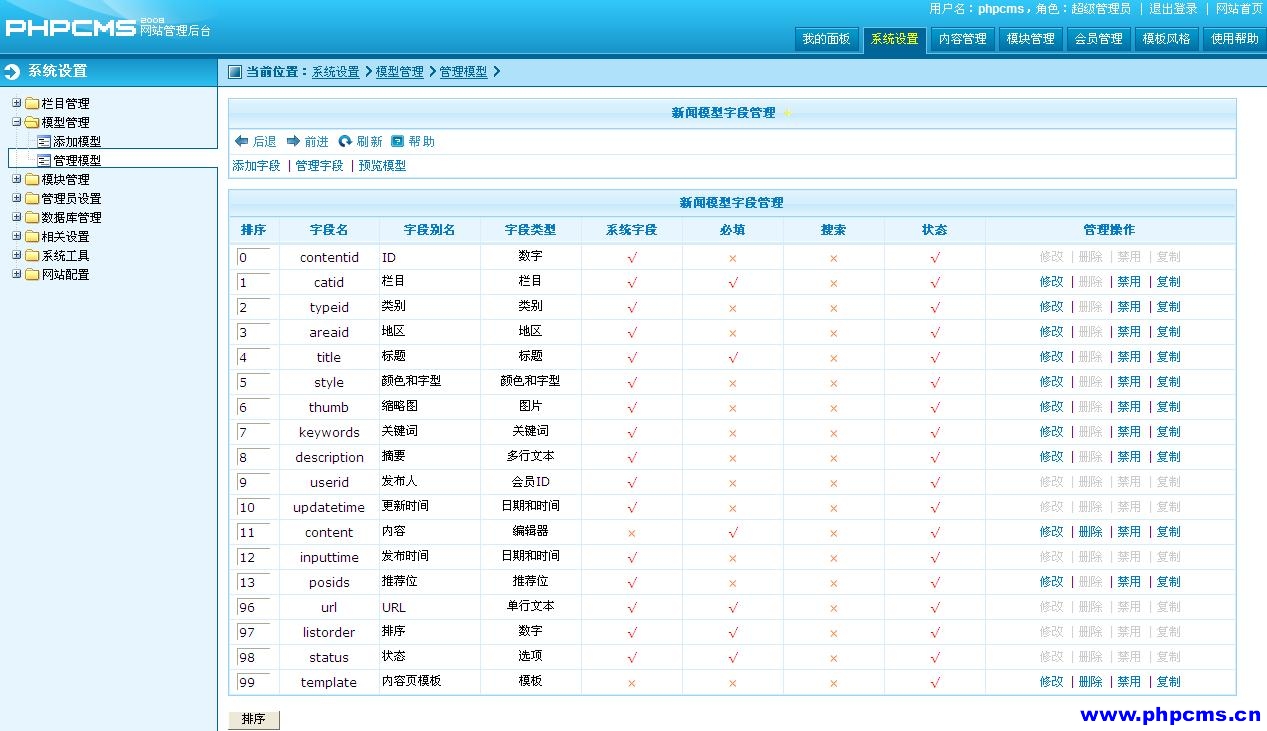 用户名：phpcms，角色：超级管理员 | 退出登录 | 网站首页
PHPCMS 2008 网站管理后台
我的面板 系统设置 内容管理 模块管理 会员管理 模板风格 使用帮助
系统设置
当前位置：系统设置 > 模型管理 > 管理模型 >
栏目管理
模型管理
添加模型
管理模型
模块管理
管理员设置
数据库管理
相关设置
系统工具
网站配置
新闻模型字段管理
后退 前进 刷新 帮助
添加字段 | 管理字段 | 预览模型
新闻模型字段管理
排序 字段名 字段别名 字段类型 系统字段 必填 搜索 状态 管理操作
0 contentid ID 数字 √ × × √ 修改 | 删除 | 禁用 | 复制
1 catid 栏目 栏目 √ √ × √ 修改 | 删除 | 禁用 | 复制
2 typeid 类别 类别 √ × × √ 修改 | 删除 | 禁用 | 复制
3 areaid 地区 地区 √ × × √ 修改 | 删除 | 禁用 | 复制
4 title 标题 标题 √ √ × √ 修改 | 删除 | 禁用 | 复制
5 style 颜色和字型 颜色和字型 √ × × √ 修改 | 删除 | 禁用 | 复制
6 thumb 缩略图 图片 √ × × √ 修改 | 删除 | 禁用 | 复制
7 keywords 关键词 关键词 √ × × √ 修改 | 删除 | 禁用 | 复制
8 description 摘要 多行文本 √ × × √ 修改 | 删除 | 禁用 | 复制
9 userid 发布人 会员ID √ × × √ 修改 | 删除 | 禁用 | 复制
10 updatetime 更新时间 日期和时间 √ × × √ 修改 | 删除 | 禁用 | 复制
11 content 内容 编辑器 × √ × √ 修改 | 删除 | 禁用 | 复制
12 inputtime 发布时间 日期和时间 √ × × √ 修改 | 删除 | 禁用 | 复制
13 posids 推荐位 推荐位 √ × × √ 修改 | 删除 | 禁用 | 复制
96 url URL 单行文本 √ √ × √ 修改 | 删除 | 禁用 | 复制
97 listorder 排序 数字 √ √ × √ 修改 | 删除 | 禁用 | 复制
98 status 状态 选项 √ √ × √ 修改 | 删除 | 禁用 | 复制
99 template 内容页模板 模板 × × × √ 修改 | 删除 | 禁用 | 复制
排序
www.phpcms.cn